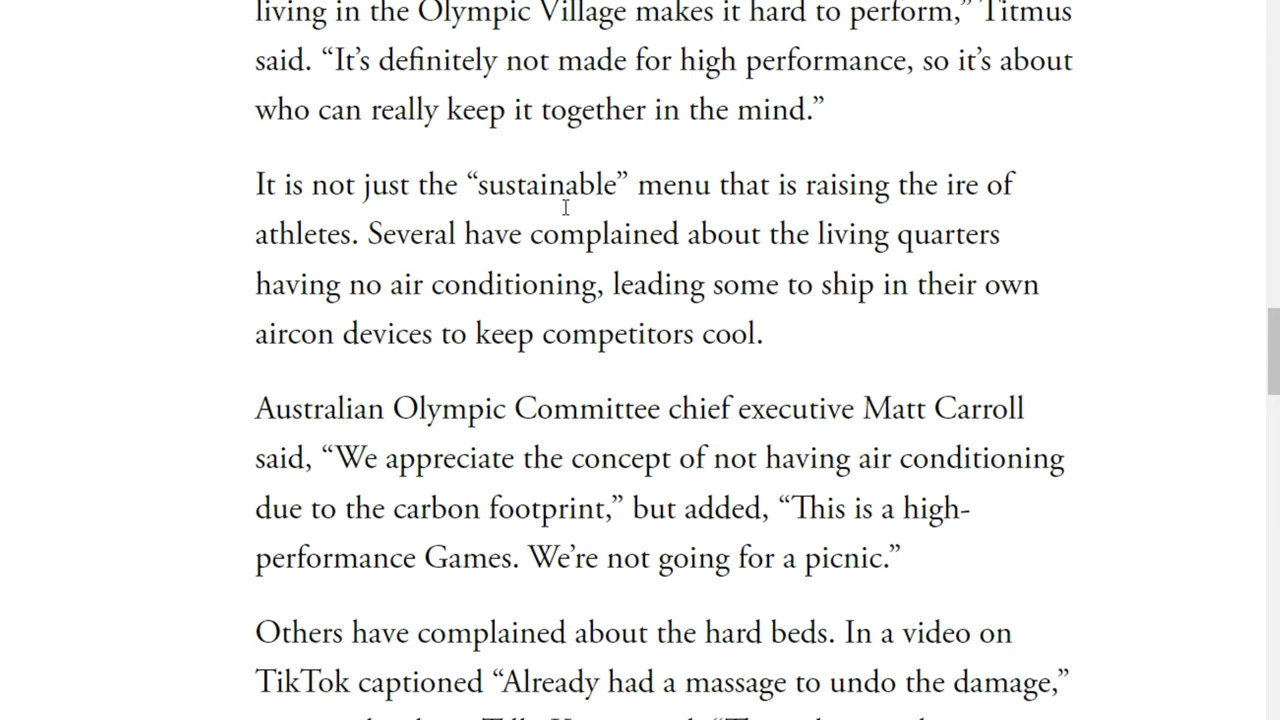 living in the Olympic Village makes it hard to perform,” Titmus
said. “It’s definitely not made for high performance, so it’s about
who can really keep it together in the mind.”
It is not just the “sustainable” menu that is raising the ire of
athletes. Several have complained about the living quarters
having no air conditioning, leading some to ship in their own
aircon devices to keep competitors cool.
Australian Olympic Committee chief executive Matt Carroll
said, “We appreciate the concept of not having air conditioning
due to the carbon footprint,” but added, “This is a high-
performance Games. We’re not going for a picnic.”
Others have complained about the hard beds. In a video on
TikTok captioned “Already had a massage to undo the damage,”